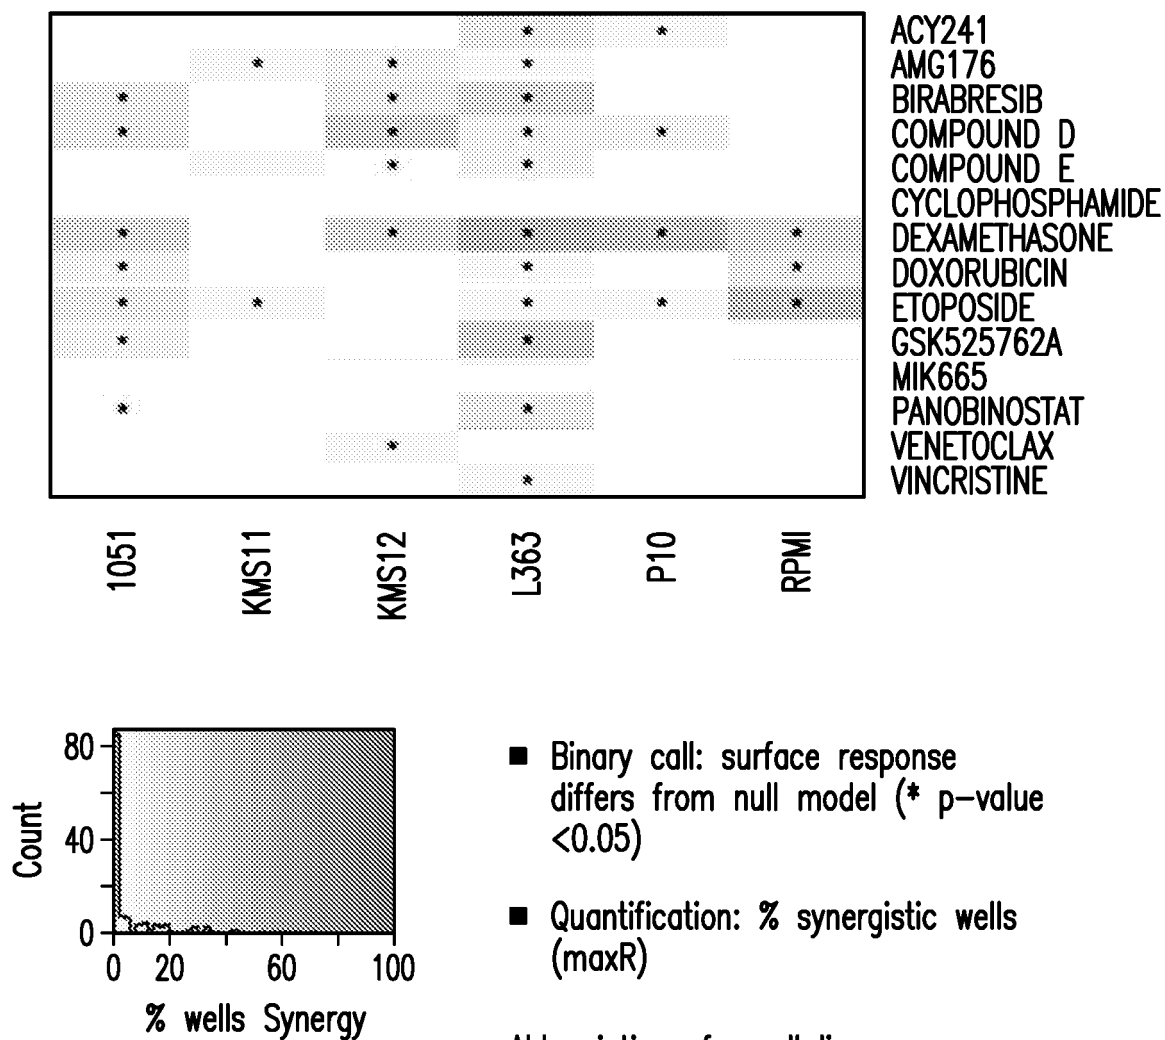 ACY241
AMG176
BIRABRESIB
COMPOUND D
COMPOUND E
CYCLOPHOSPHAMIDE
DEXAMETHASONE
DOXORUBICIN
ETOPOSIDE
GSK525762A
MIK665
PANOBINOSTAT
VENETOCLAX
VINCRISTINE
1051
KMS11
KMS12
L363
P10
RPMI
80
40
0
Count
0 20 60 100
% wells Synergy
■ Binary call: surface response
differs from null model (* p-value
<0.05)
■ Quantification: % synergistic wells
(maxR)